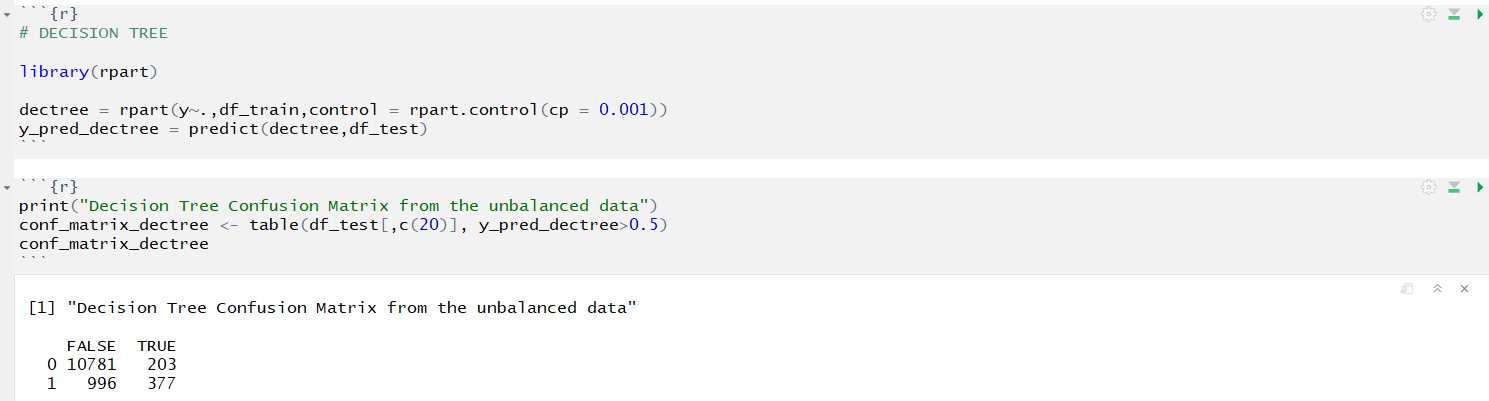 ```{r}
# DECISION TREE
library(rpart)
dectree = rpart(y~.,df_train,control = rpart.control(cp = 0.001))
y_pred_dectree = predict(dectree,df_test)
```
```{r}
print("Decision Tree Confusion Matrix from the unbalanced data")
conf_matrix_dectree <- table(df_test[,c(20)], y_pred_dectree>0.5)
conf_matrix_dectree
```
[1] "Decision Tree Confusion Matrix from the unbalanced data"
FALSE TRUE
0 10781 203
1 996 377